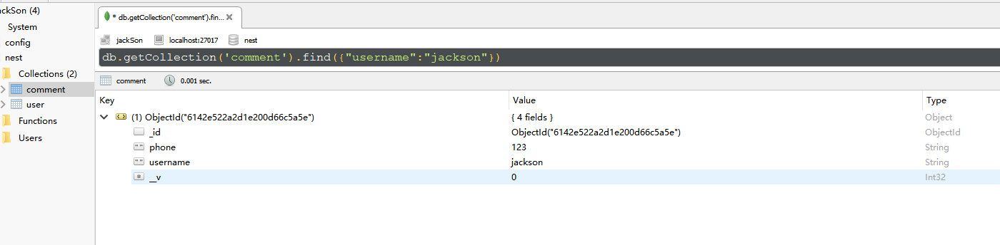 ckSon (4)
System
config
nest
Collections (2)
comment
user
Functions
Users
* db.getCollection('comment').fin...
jackSon localhost:27017 nest
db.getCollection('comment').find({"username":"jackson"})
comment 0.001 sec.
Key Value Type
(1) ObjectId("6142e522a2d1e200d66c5a5e") { 4 fields } Object
_id ObjectId("6142e522a2d1e200d66c5a5e") ObjectId
phone 123 String
username jackson String
__v 0 Int32